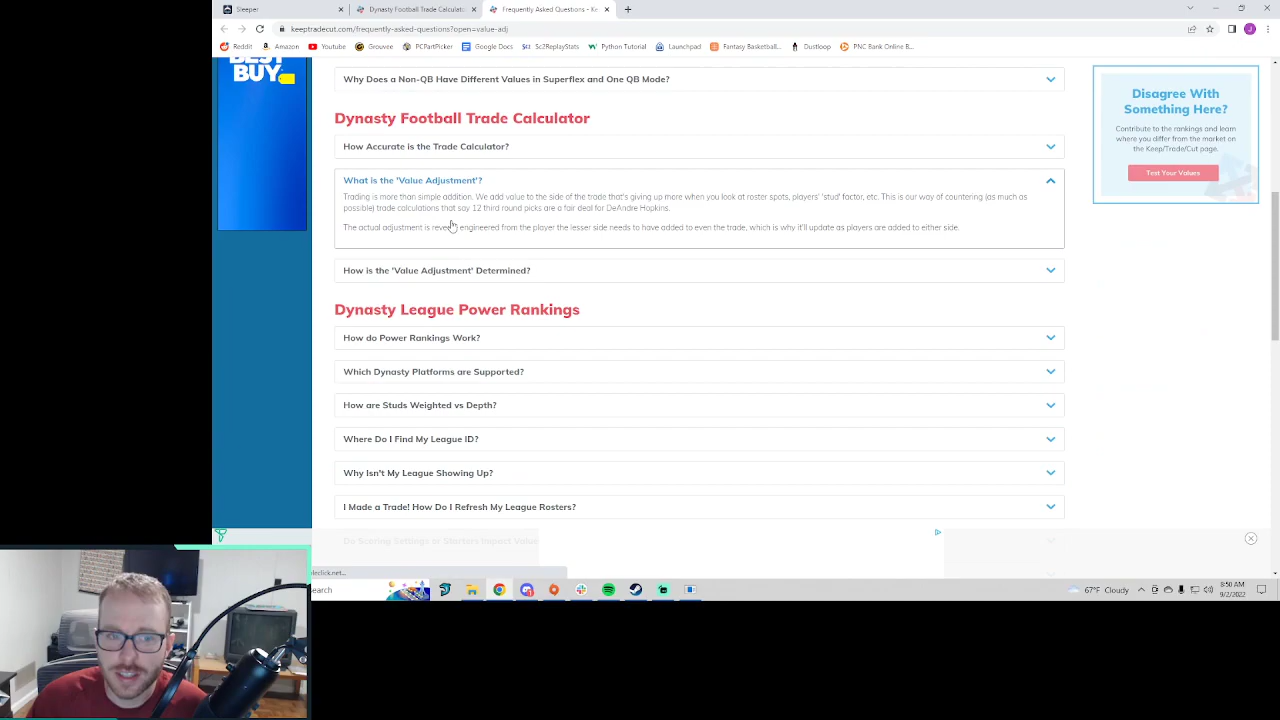 Sleeper
Dynasty Football Trade Calculato
Frequently Asked Questions - Ke
keeptradecut.com/frequently-asked-questions?open=value-adj
Reddit
Amazon
Youtube
Grouvee
PCPartPicker
Google Docs
Sc2ReplayStats
Python Tutorial
Launchpad
Fantasy Basketball...
Dustloop
PNC Bank Online B...
BEST
BUY
Why Does a Non-QB Have Different Values in Superflex and One QB Mode?
Dynasty Football Trade Calculator
How Accurate is the Trade Calculator?
What is the 'Value Adjustment'?
Trading is more than simple addition. We add value to the side of the trade that's giving up more when you look at roster spots, players' 'stud' factor, etc. This is our way of countering (as much as
possible) trade calculations that say 12 third round picks are a fair deal for DeAndre Hopkins.
The actual adjustment is reverse engineered from the player the lesser side needs to have added to even the trade, which is why it'll update as players are added to either side.
How is the 'Value Adjustment' Determined?
Dynasty League Power Rankings
How do Power Rankings Work?
Which Dynasty Platforms are Supported?
How are Studs Weighted vs Depth?
Where Do I Find My League ID?
Why Isn't My League Showing Up?
I Made a Trade! How Do I Refresh My League Rosters?
Do Scoring Settings or Starters Impact Value
Disagree With
Something Here?
Contribute to the rankings and learn
where you differ from the market on
the Keep/Trade/Cut page.
Test Your Values
bleclick.net...
search
67°F Cloudy
8:50 AM
9/2/2022